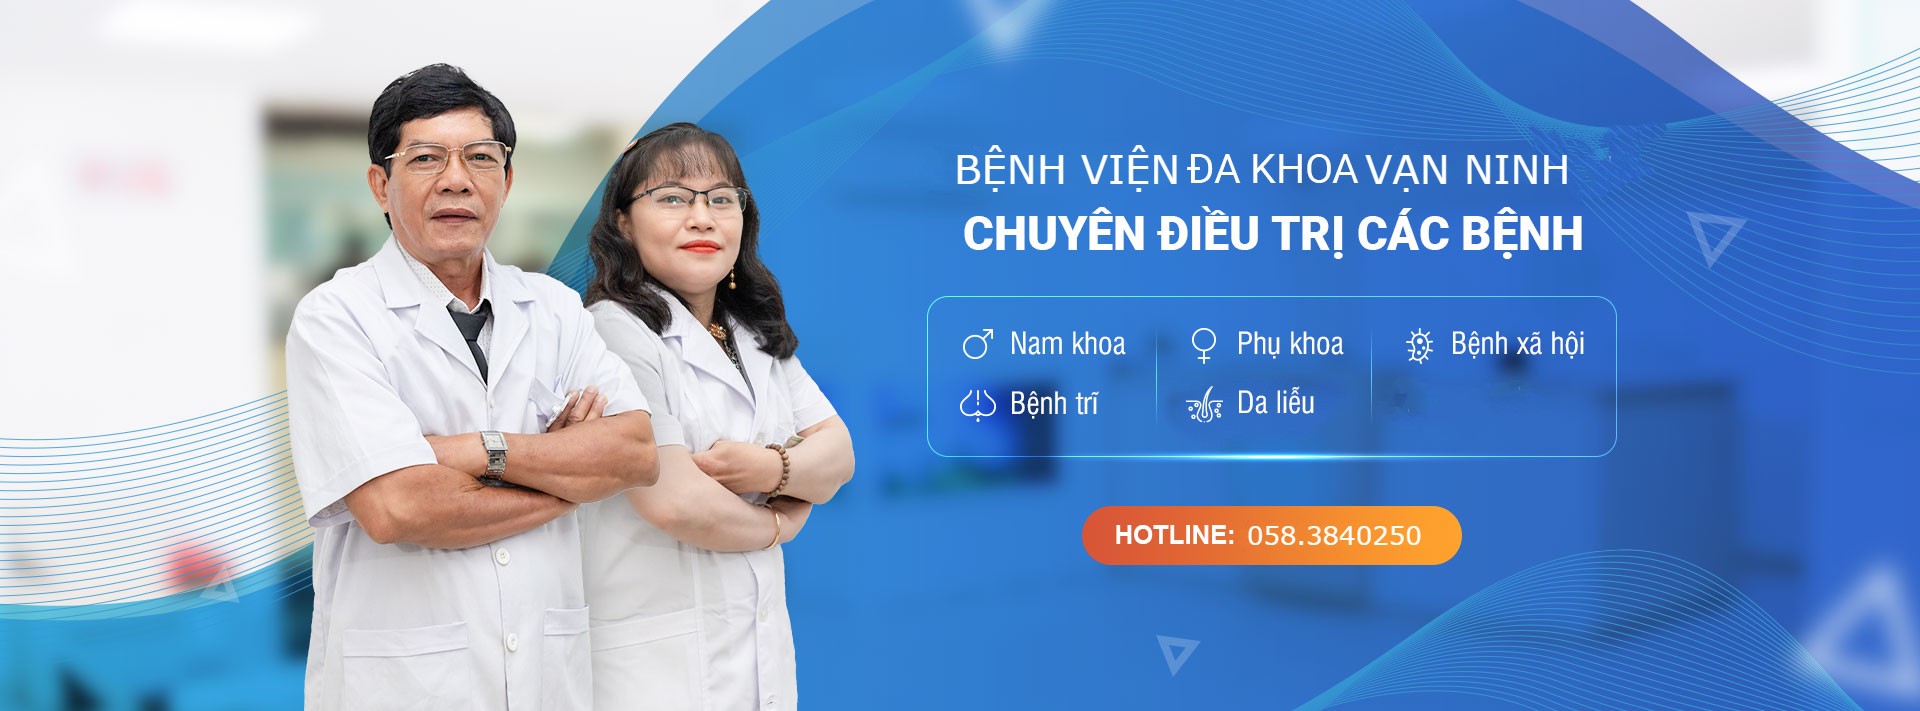 BỆNH VIỆN ĐA KHOA VẠN NINH
CHUYÊN ĐIỀU TRỊ CÁC BỆNH
Nam khoa
Phụ khoa
Bệnh xã hội
Bệnh trĩ
Da liễu
HOTLINE: 058.3840250